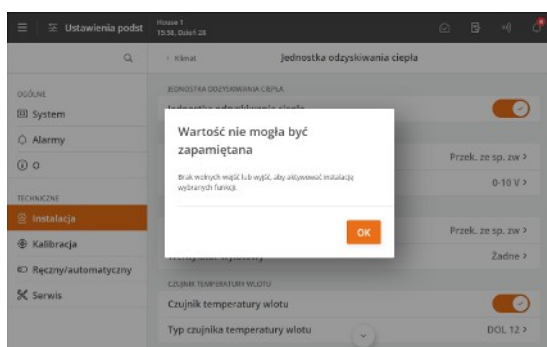 Ustawienia podst
House 1
15:58, Dzień 28
Klimat
Jednostka odzyskiwania ciepła
OGÓLNE
System
Alarmy
O
TECHNICZNE
Instalacja
Kalibracja
Ręczny/automatyczny
Serwis
JEDNOSTKA ODZYSKIWANIA CIEPŁA
Jednostka odzyskiwania ciepła
Przek. ze sp. zw
0-10 V
Przek. ze sp. zw
Żadne
Wartość nie mogła być
zapamiętana
Brak wolnych wejść lub wyjść, aby aktywować instalację
wybranych funkcji.
OK
CZUJNIK TEMPERATURY WLOTU
Czujnik temperatury wlotu
Typ czujnika temperatury wlotu
DOL 12